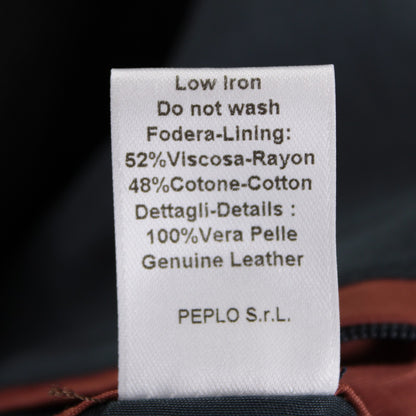 Low Iron
Do not wash
Fodera-Lining:
52%Viscosa-Rayon
48%Cotone-Cotton
Dettagli-Details :
100%Vera Pelle
Genuine Leather
PEPLO S.r.L.